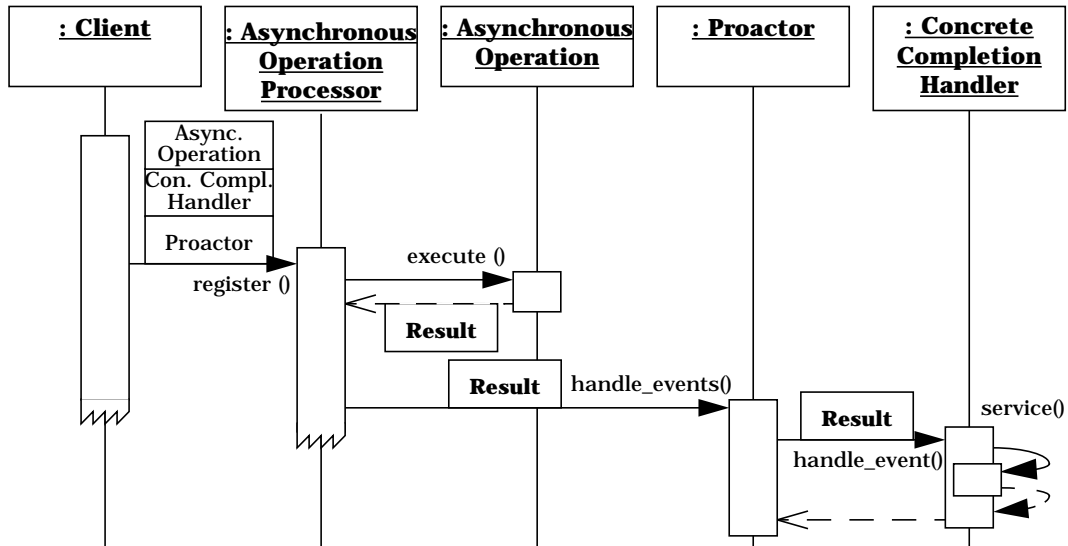 : Client
: Asynchronous
Operation
Processor
: Asynchronous
Operation
: Proactor
: Concrete
Completion
Handler
Async.
Operation
Con. Compl.
Handler
Proactor
register ()
execute ()
Result
Result
handle_events()
Result
handle_event()
service()